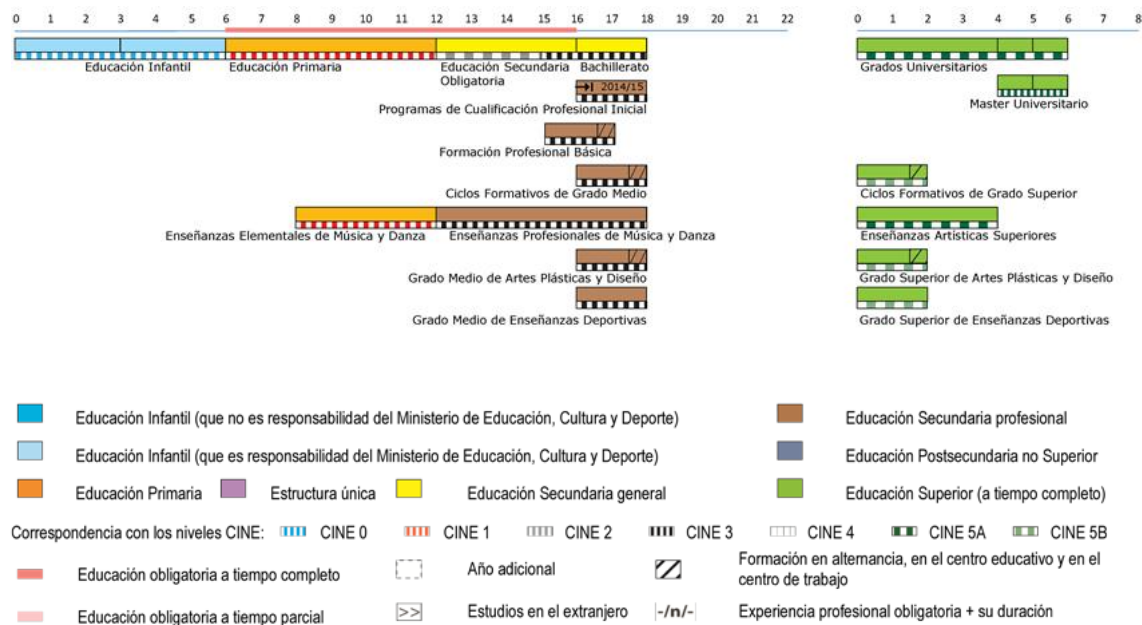 0 1 2 3 4 5 6 7 8 9 10 11 12 13 14 15 16 17 18 19 20 21 22 0 1 2 3 4 5 6 7 8
Educación Infantil
Educación Primaria
Educación Secundaria
Obligatoria
Bachillerato
Grados Universitarios
2014/15
Programas de Cualificación Profesional Inicial
Master Universitario
Formación Profesional Básica
Ciclos Formativos de Grado Medio
Ciclos Formativos de Grado Superior
Enseñanzas Elementales de Música y Danza
Enseñanzas Profesionales de Música y Danza
Enseñanzas Artísticas Superiores
Grado Medio de Artes Plásticas y Diseño
Grado Superior de Artes Plásticas y Diseño
Grado Medio de Enseñanzas Deportivas
Grado Superior de Enseñanzas Deportivas
Educación Infantil (que no es responsabilidad del Ministerio de Educación, Cultura y Deporte)
Educación Secundaria profesional
Educación Infantil (que es responsabilidad del Ministerio de Educación, Cultura y Deporte)
Educación Postsecundaria no Superior
Educación Primaria
Estructura única
Educación Secundaria general
Educación Superior (a tiempo completo)
Correspondencia con los niveles CINE: CINE 0 CINE 1 CINE 2 CINE 3 CINE 4 CINE 5A CINE 5B
Educación obligatoria a tiempo completo
Año adicional
Formación en alternancia, en el centro educativo y en el
centro de trabajo
Educación obligatoria a tiempo parcial
>> Estudios en el extranjero
-/n/- Experiencia profesional obligatoria + su duración